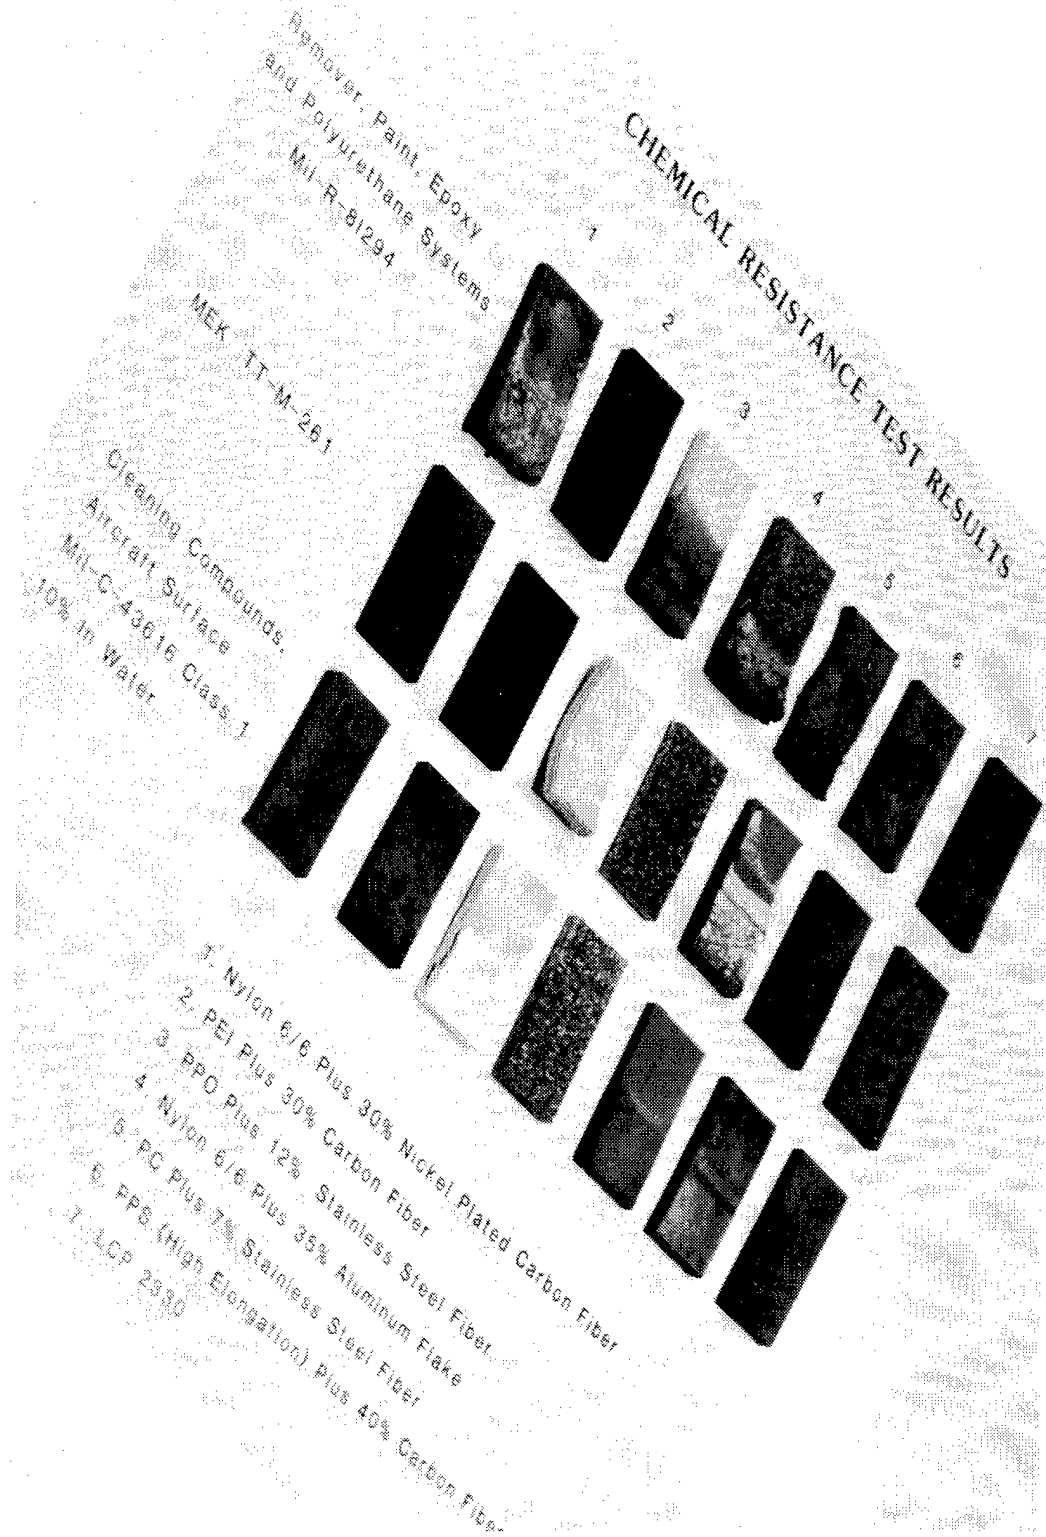 CHEMICAL RESISTANCE TEST RESULTS
1 2 3 4 5 6 7
Remover, Paint, Epoxy
and Polyurethane Systems
Mil-R-81294
MEK TT-M-261
Cleaning Compounds,
Aircraft Surface
Mil-C-43616 Class 1
10% In Water
1. Nylon 6/6 Plus 30% Nickel Plated Carbon Fiber
2. PEI Plus 30% Carbon Fiber
3. PPO Plus 12% Stainless Steel Fiber
4. Nylon 6/6 Plus 35% Aluminum Flake
5. PC Plus 7% Stainless Steel Fiber
6. PPS (High Elongation) Plus 40% Carbon Fiber
7. LCP 2330